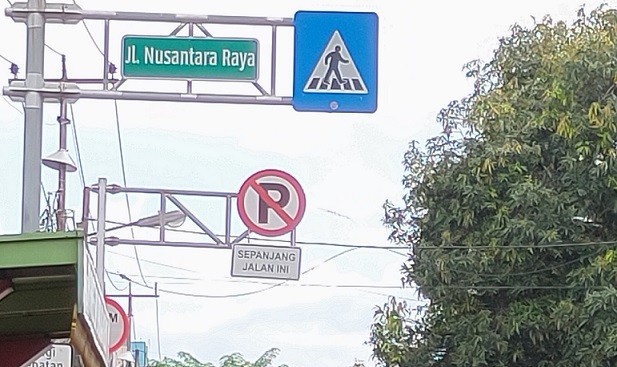 Jl. Nusantara Raya
P
SEPANJANG
JALAN INI
M